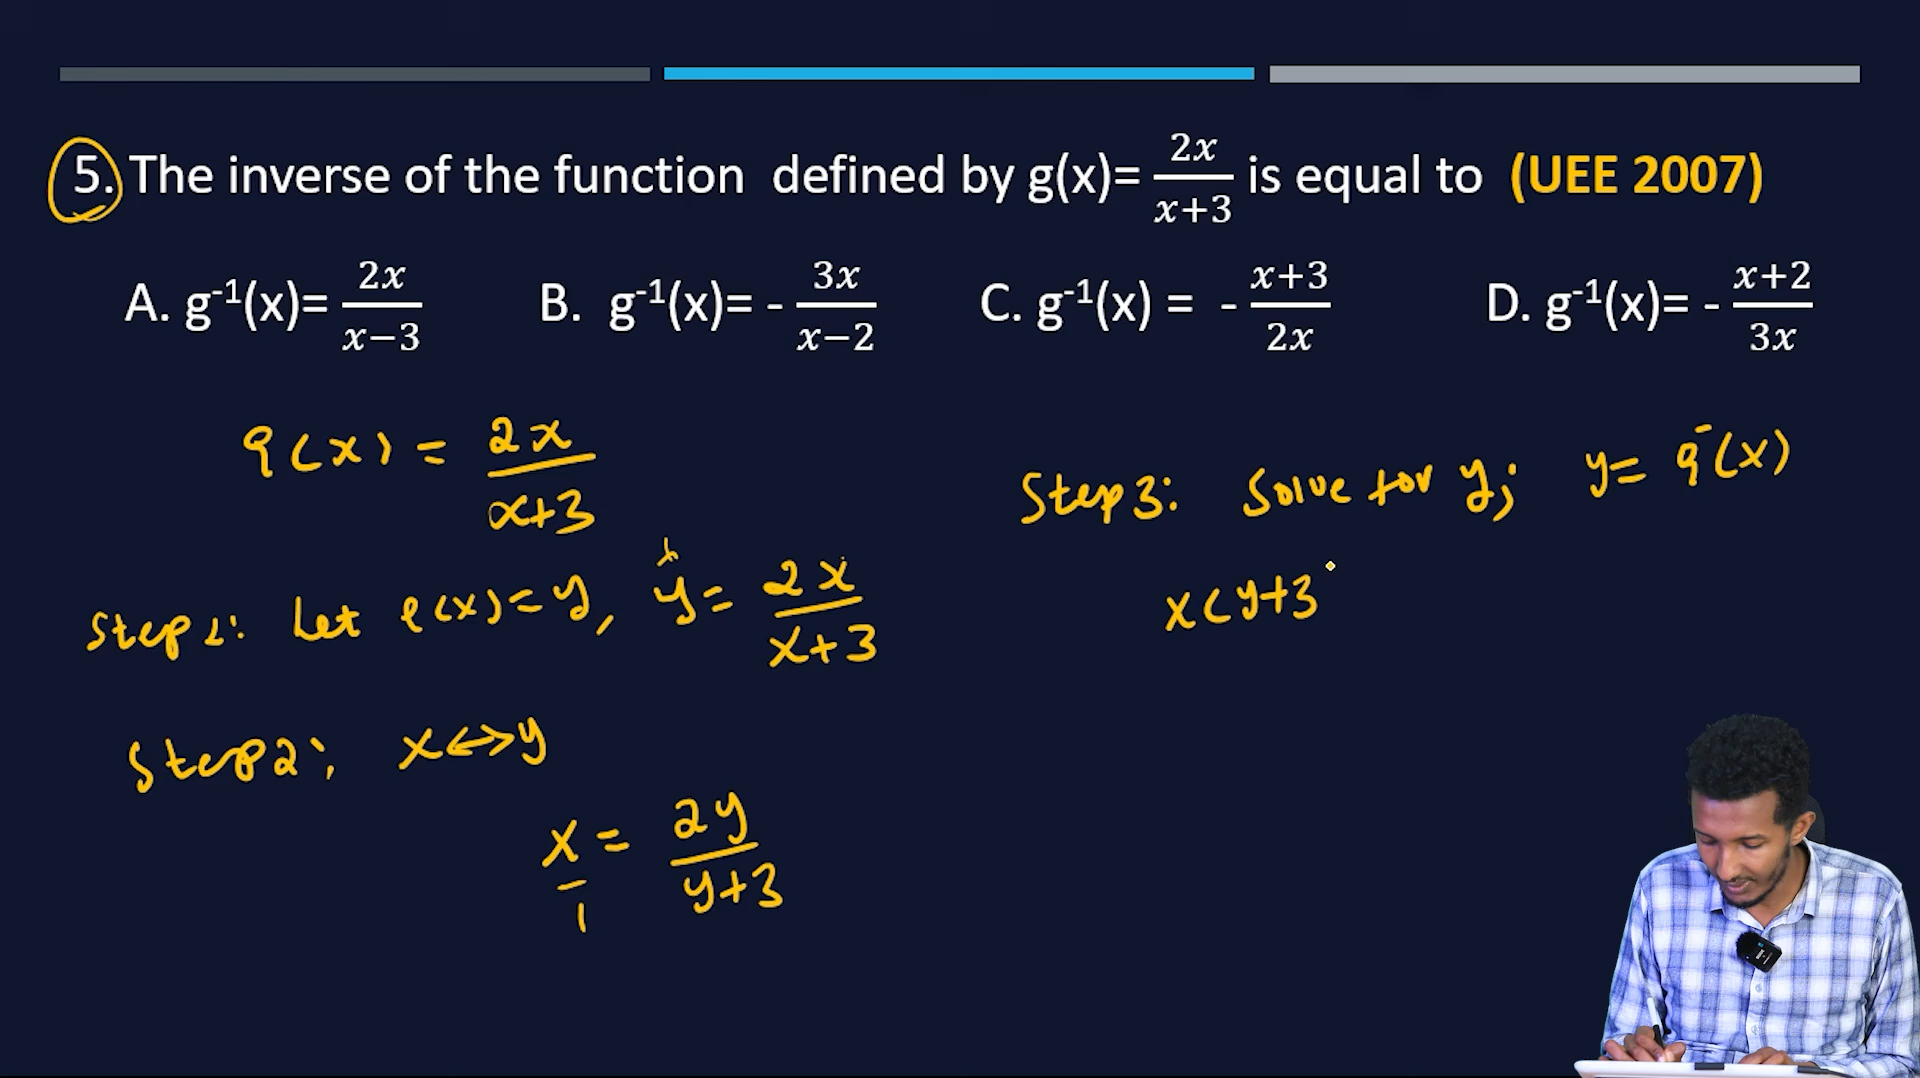 5. The inverse of the function defined by g(x)= 2x/x+3 is equal to (UEE 2007)
A. g⁻¹(x)= 2x/x−3 B. g⁻¹(x)= - 3x/x−2 C. g⁻¹(x) = - x+3/2x D. g⁻¹(x)= - x+2/3x
g(x) = 2x/x+3
Step 1: Let g(x)=y, y = 2x/x+3
x
Step 2: x↔y
x/1 = 2y/y+3
Step 3: Solve for y; y= g⁻(x)
x(y+3